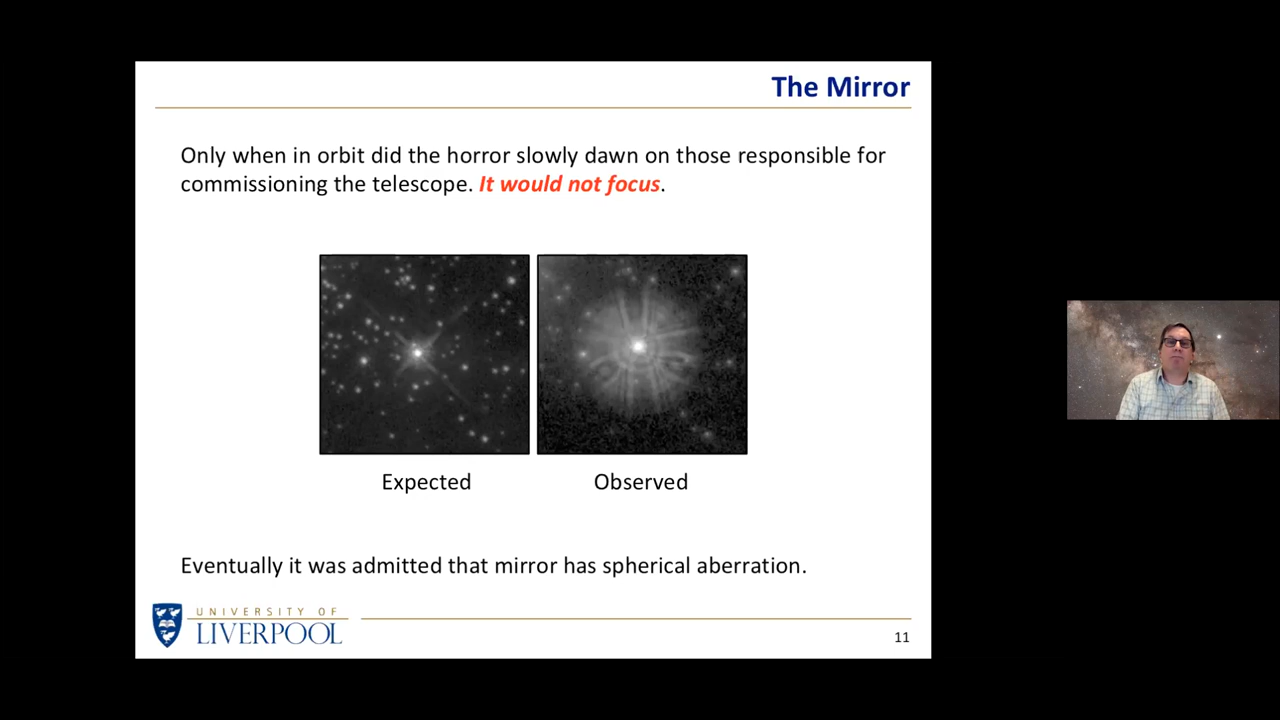 The Mirror
Only when in orbit did the horror slowly dawn on those responsible for
commissioning the telescope. It would not focus.
Expected
Observed
Eventually it was admitted that mirror has spherical aberration.
UNIVERSITY OF
LIVERPOOL
11